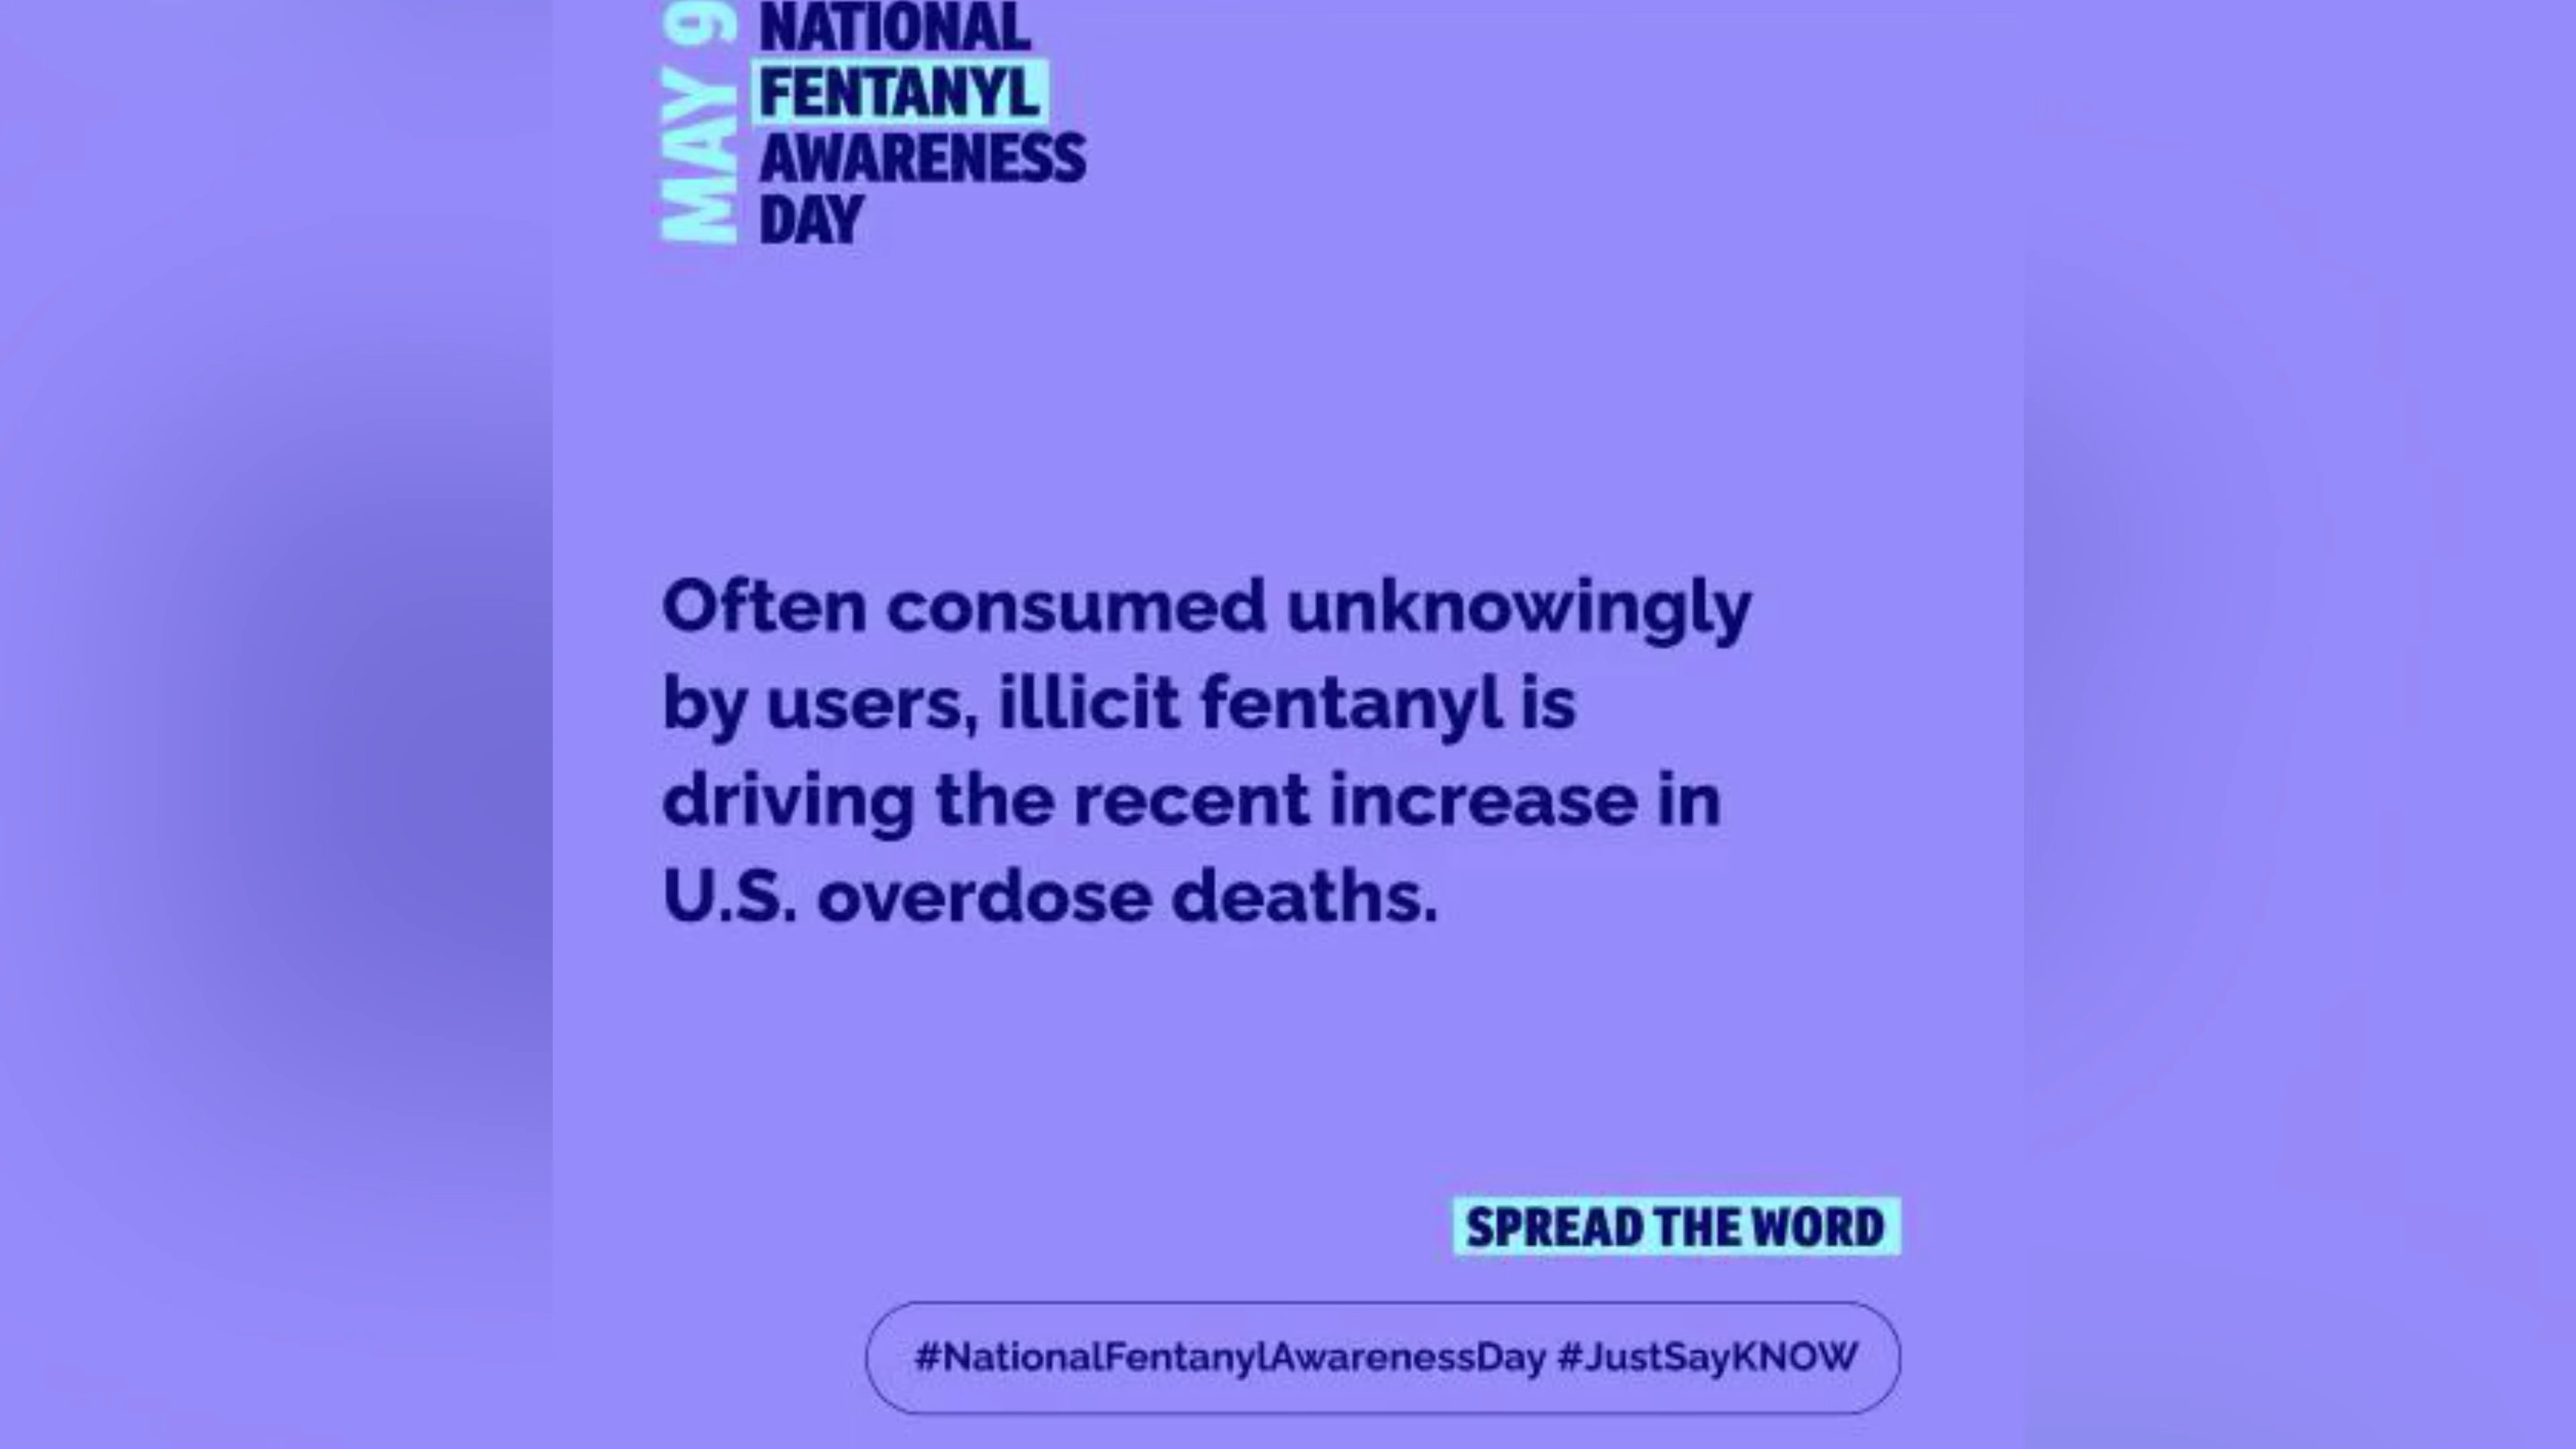 MAY 9
NATIONAL
FENTANYL
AWARENESS
DAY
Often consumed unknowingly
by users, illicit fentanyl is
driving the recent increase in
U.S. overdose deaths.
SPREAD THE WORD
#NationalFentanylAwarenessDay #JustSayKNOW